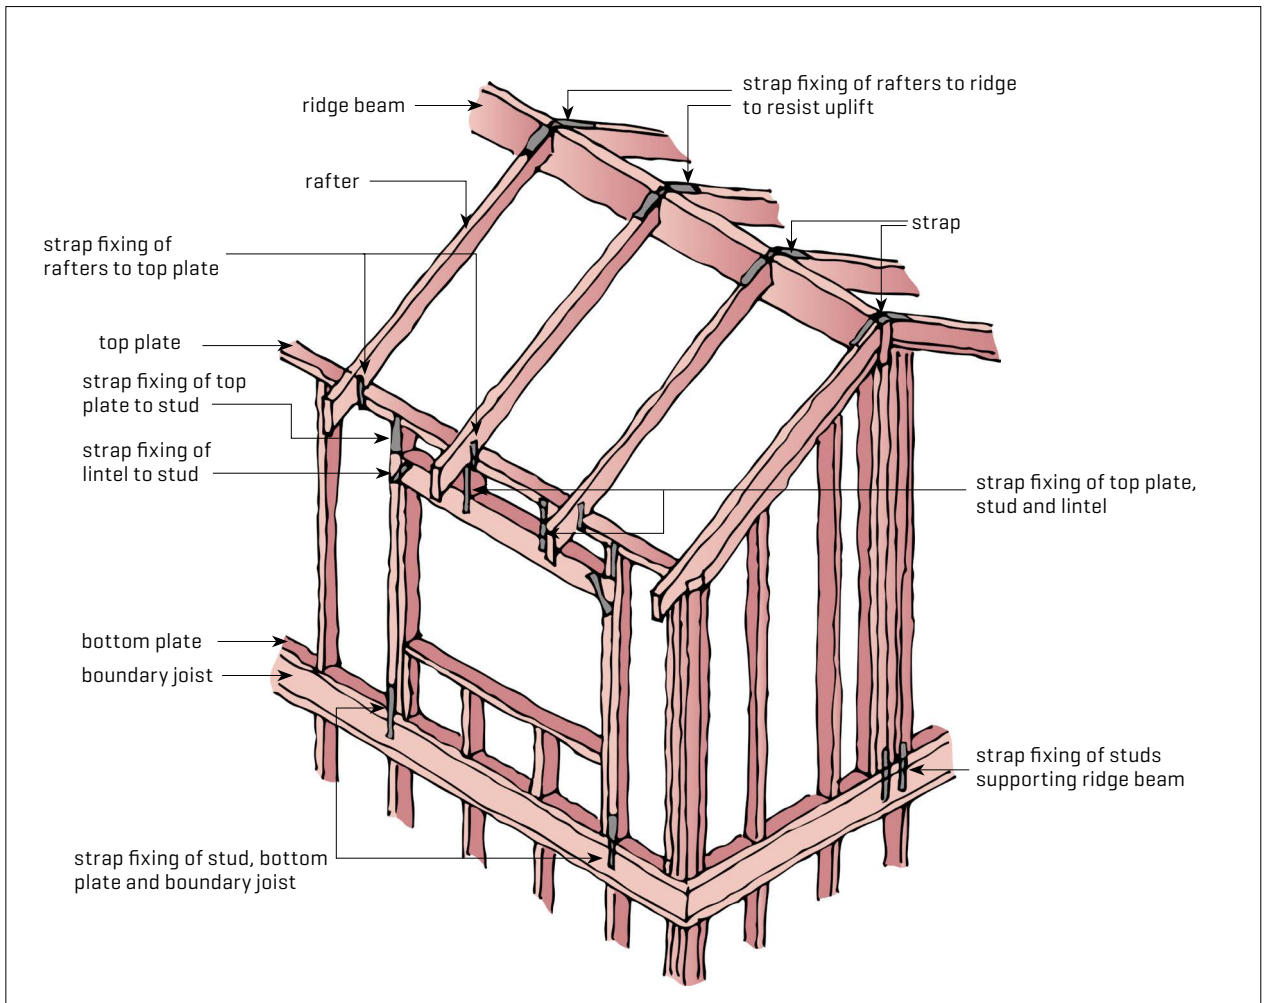 strap fixing of rafters to ridge
to resist uplift
ridge beam
rafter
strap
strap fixing of
rafters to top plate
top plate
strap fixing of top
plate to stud
strap fixing of
lintel to stud
strap fixing of top plate,
stud and lintel
bottom plate
boundary joist
strap fixing of studs
supporting ridge beam
strap fixing of stud, bottom
plate and boundary joist